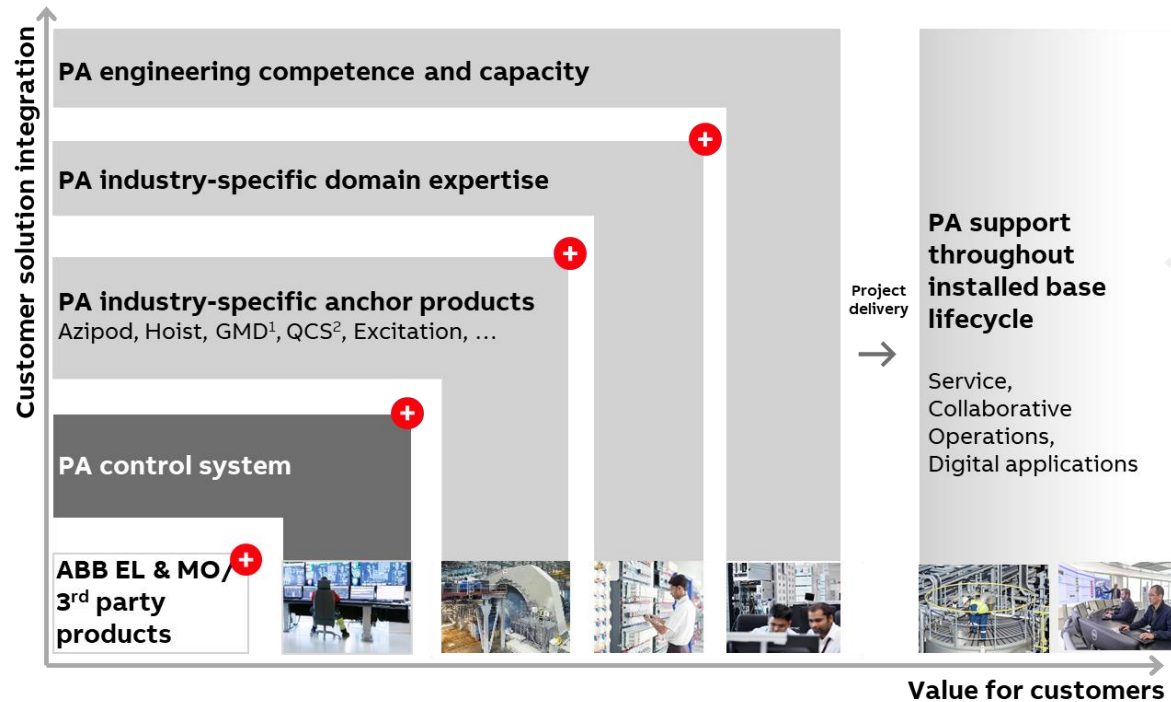 Customer solution integration
PA engineering competence and capacity
PA industry-specific domain expertise
PA industry-specific anchor products
Azipod, Hoist, GMD¹, QCS², Excitation, …
PA control system
ABB EL & MO/
3ʳᵈ party
products
Project
delivery
PA support
throughout
installed base
lifecycle
Service,
Collaborative
Operations,
Digital applications
Value for customers